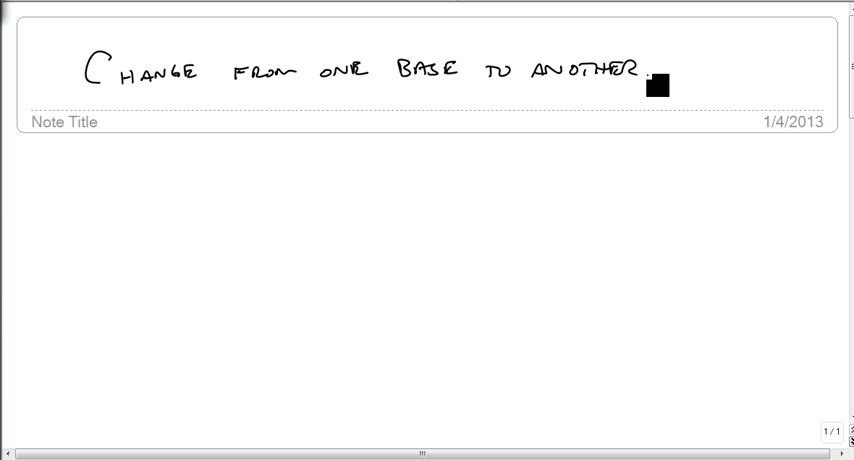 CHANGE FROM ONE BASE TO ANOTHER.
Note Title 1/4/2013
1 / 1